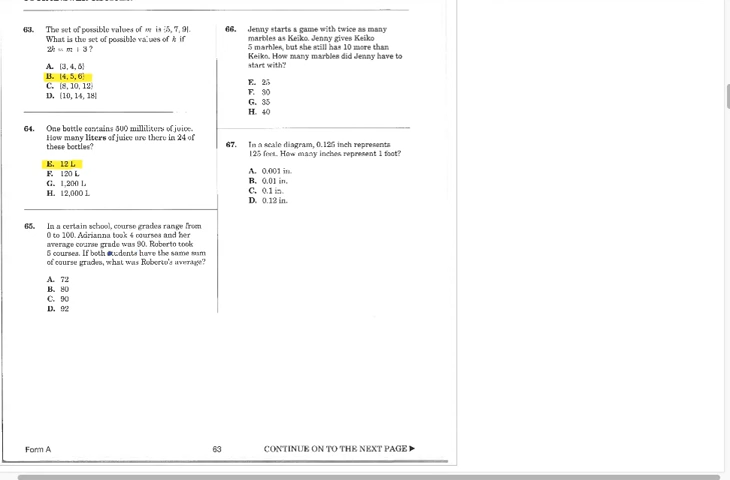 63. The set of possible values of m is {5, 7, 9}.
What is the set of possible values of k if
2k = m + 3?
A. {3, 4, 5}
B. {4, 5, 6}
C. {8, 10, 12}
D. {10, 14, 18}
64. One bottle contains 500 milliliters of juice.
How many liters of juice are there in 24 of
these bottles?
E. 12 L
F. 120 L
G. 1,200 L
H. 12,000 L
65. In a certain school, course grades range from
0 to 100. Adrianna took 4 courses and her
average course grade was 90. Roberto took
5 courses. If both students have the same sum
of course grades, what was Roberto's average?
A. 72
B. 80
C. 90
D. 92
66. Jenny starts a game with twice as many
marbles as Keiko. Jenny gives Keiko
5 marbles, but she still has 10 more than
Keiko. How many marbles did Jenny have to
start with?
E. 25
F. 30
G. 35
H. 40
67. In a scale diagram, 0.125 inch represents
125 feet. How many inches represent 1 foot?
A. 0.001 in.
B. 0.01 in.
C. 0.1 in.
D. 0.12 in.
Form A
63
CONTINUE ON TO THE NEXT PAGE ▶